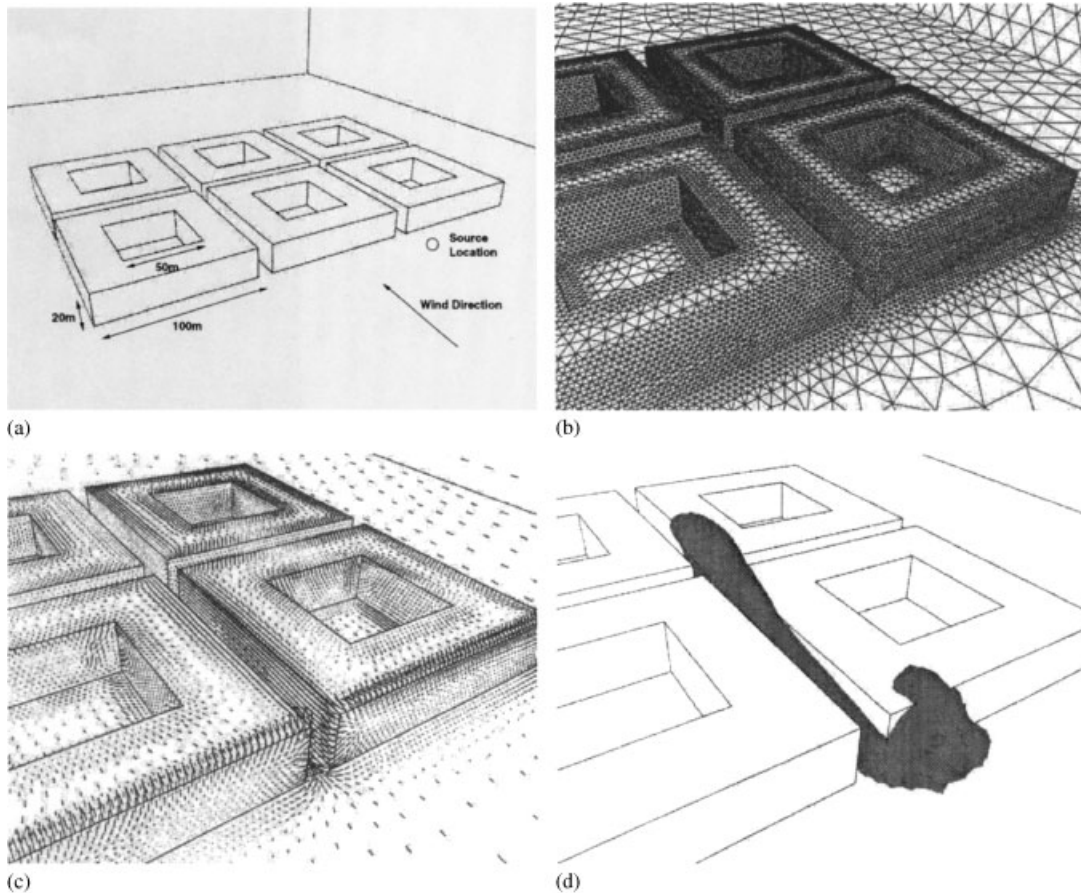 Source
Location
50m
Wind Direction
20m
100m
(a)
(b)
(c)
(d)